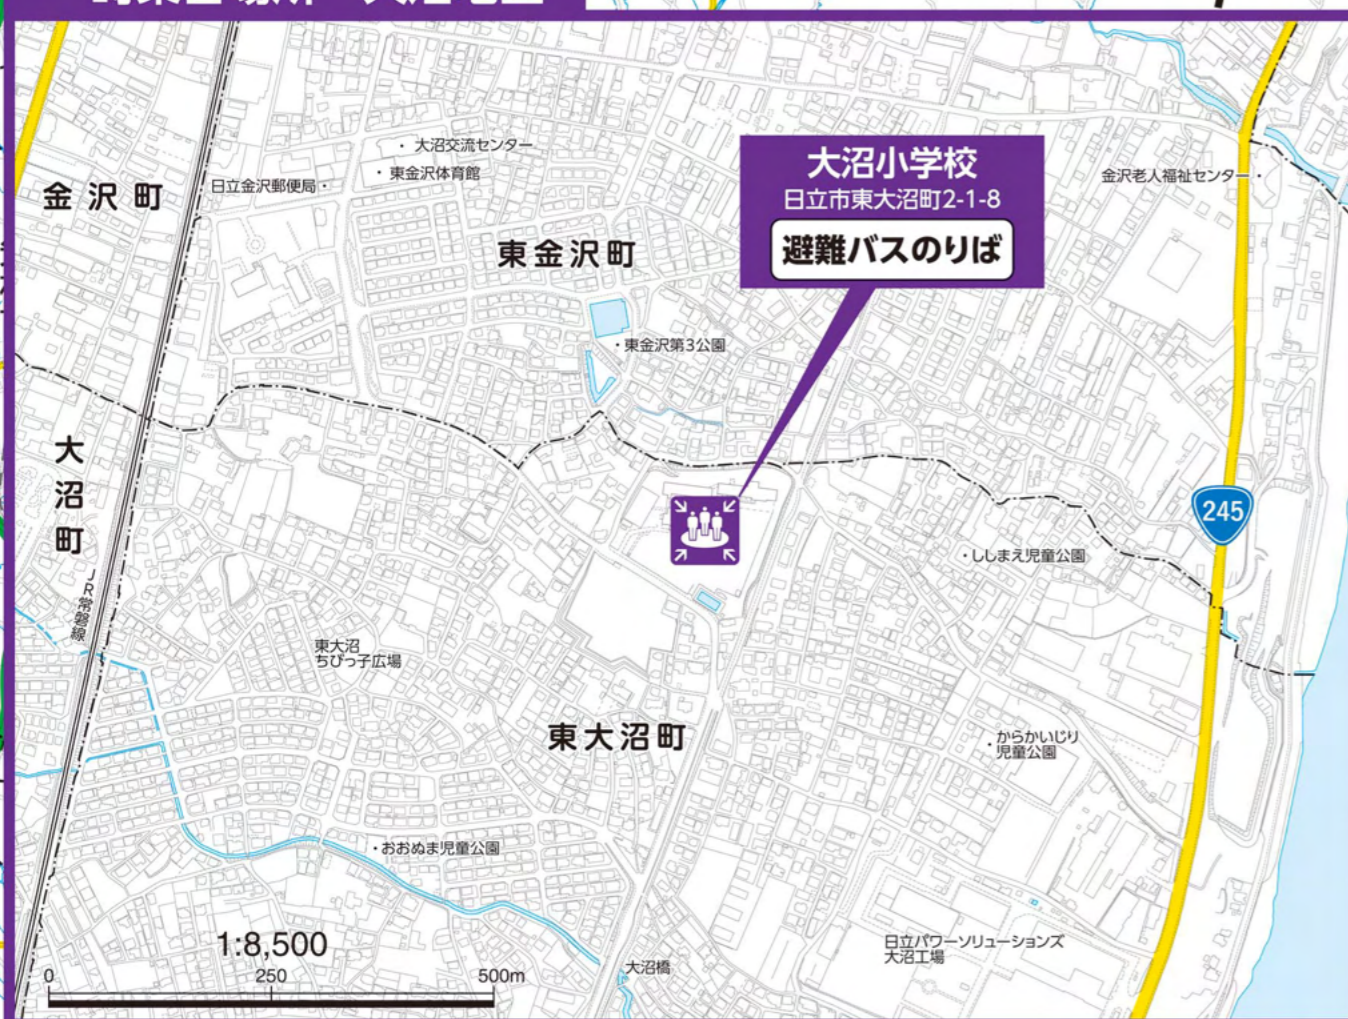 大沼交流センター
東金沢体育館
日立金沢郵便局
金沢町
東金沢町
大沼小学校
日立市東大沼町2-1-8
避難バスのりば
金沢老人福祉センター
東金沢第3公園
大沼町
JR常磐線
245
ししまえ児童公園
東大沼
ちびっ子広場
東大沼町
からかいじり
児童公園
おおぬま児童公園
日立パワーソリューションズ
大沼工場
大沼橋
1:8,500
0
250
500m